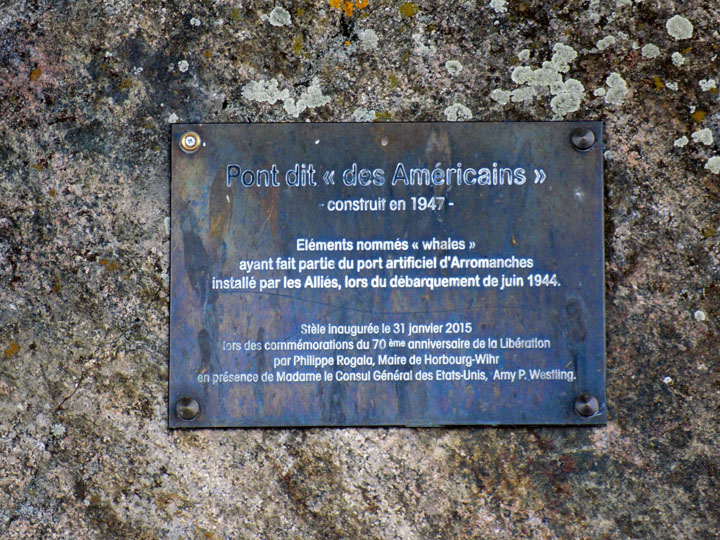 Pont dit « des Américains »
- construit en 1947 -
Eléments nommés « whales »
ayant fait partie du port artificiel d'Arromanches
installé par les Alliés, lors du débarquement de juin 1944.
Stèle inaugurée le 31 janvier 2015
lors des commémorations du 70 ème anniversaire de la Libération
par Philippe Rogala, Maire de Horbourg-Wihr
en présence de Madame le Consul Général des Etats-Unis, Amy P. Westling.